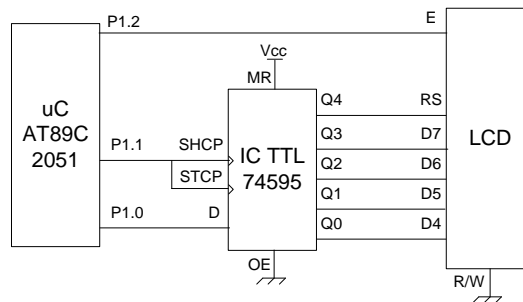 P1.2
E
Vcc
MR
uC
AT89C
2051
P1.1
SHCP
STCP
P1.0
D
IC TTL
74595
OE
Q4
RS
Q3
D7
Q2
D6
Q1
D5
Q0
D4
LCD
R/W